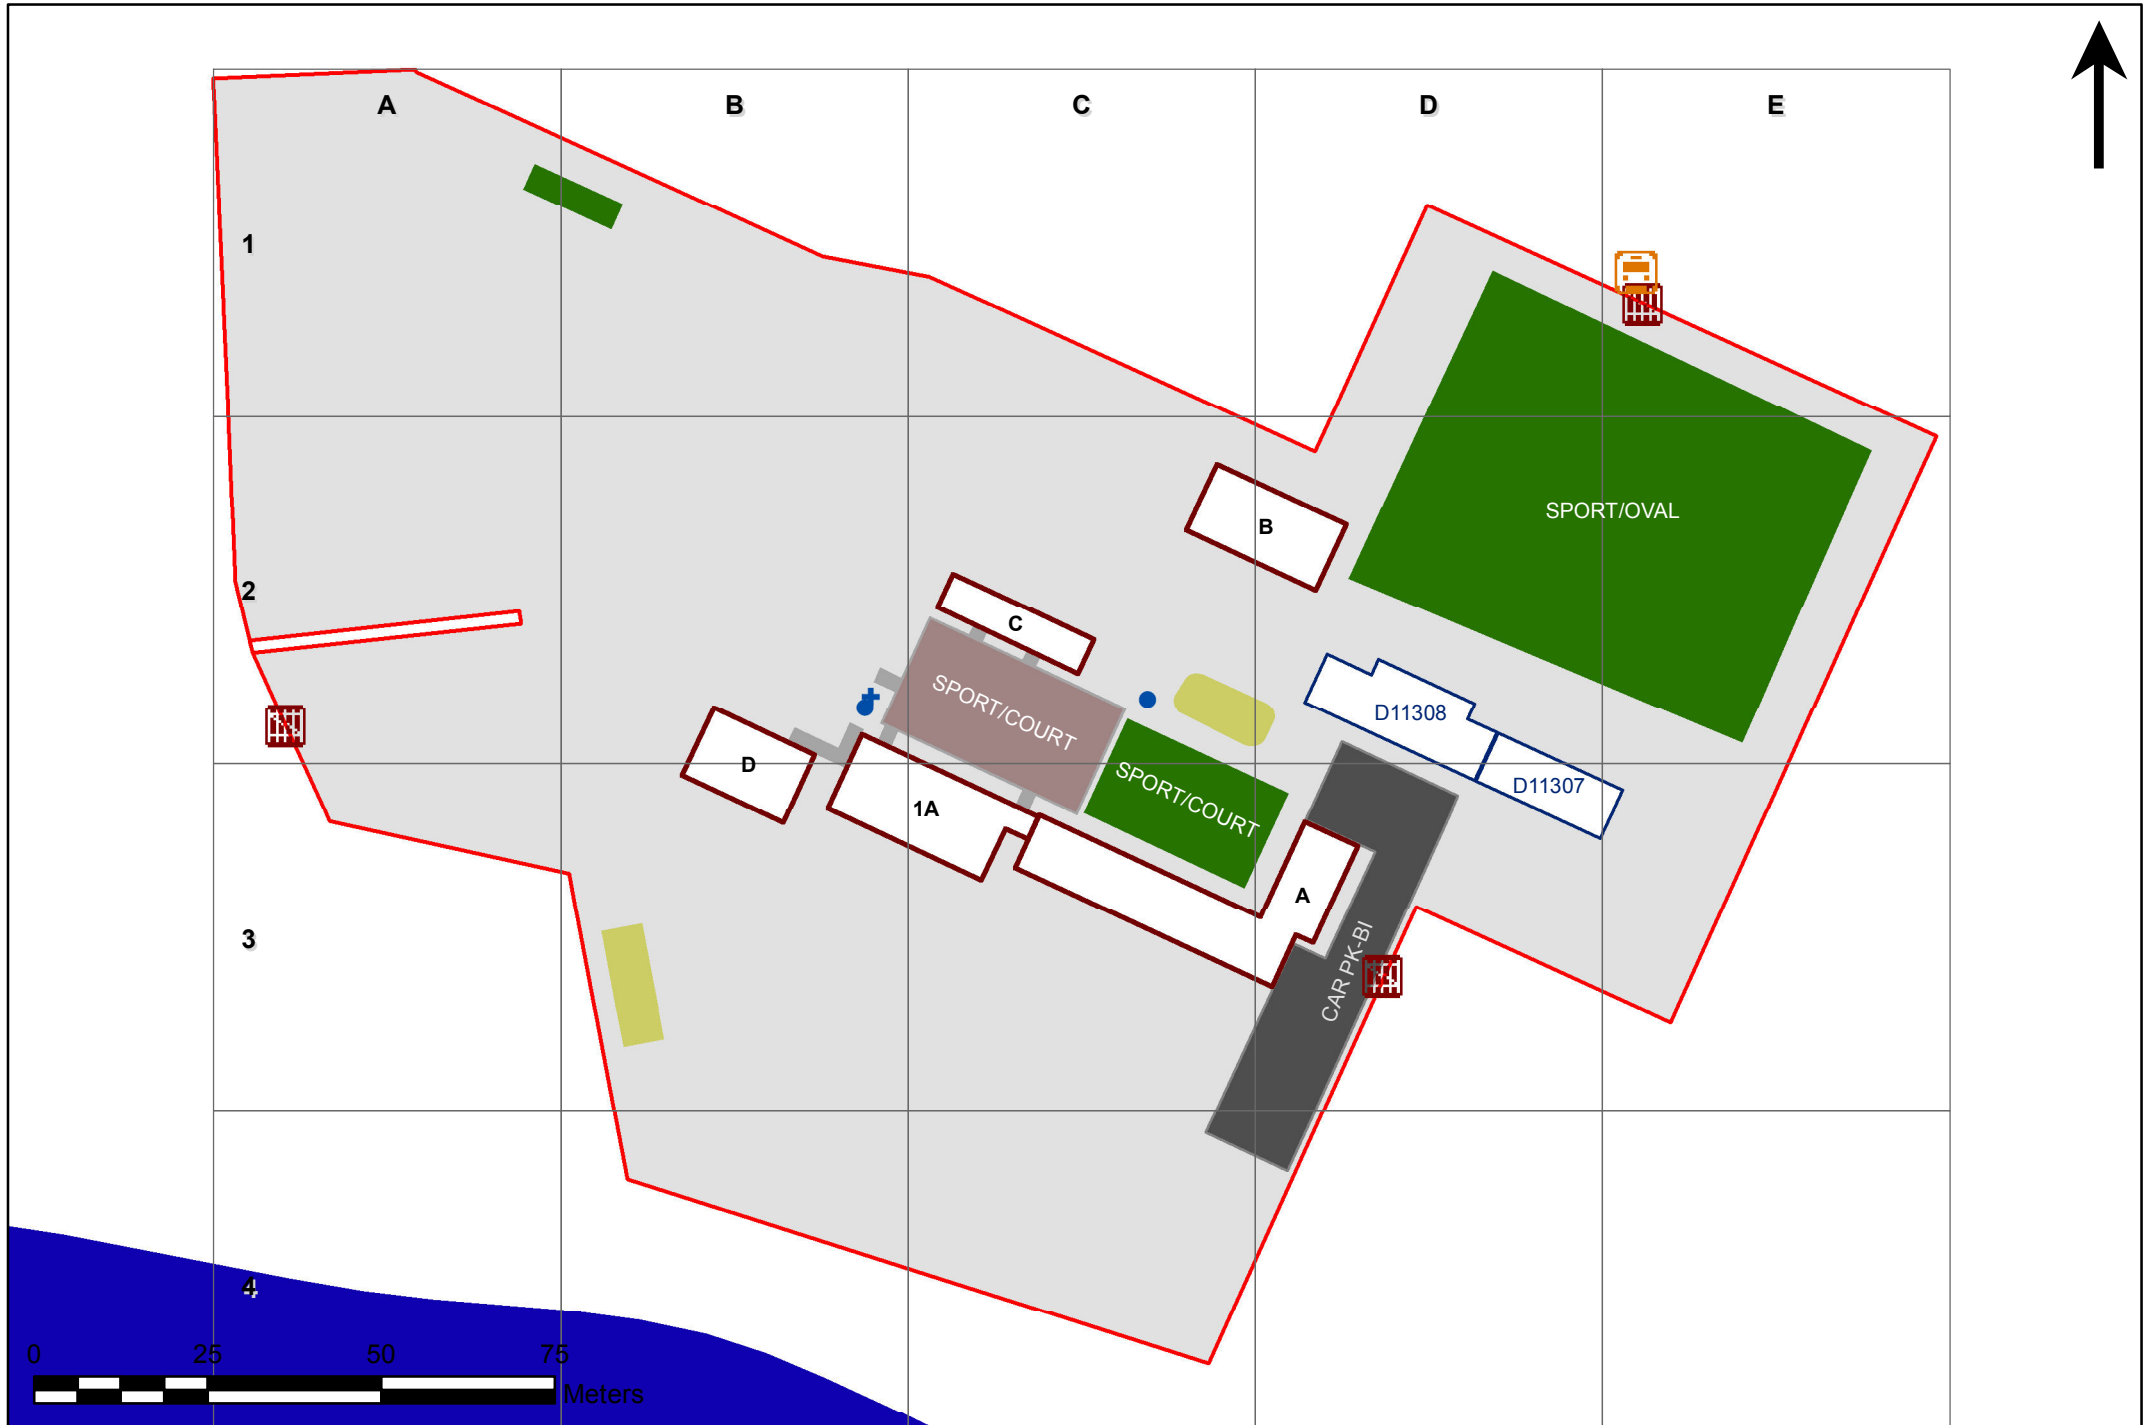 A
B
C
D
E
1
SPORT/OVAL
B
2
C
SPORT/COURT
D11308
D
SPORT/COURT
D11307
1A
A
3
CAR PK-BI
4
0 25 50 75
Meters